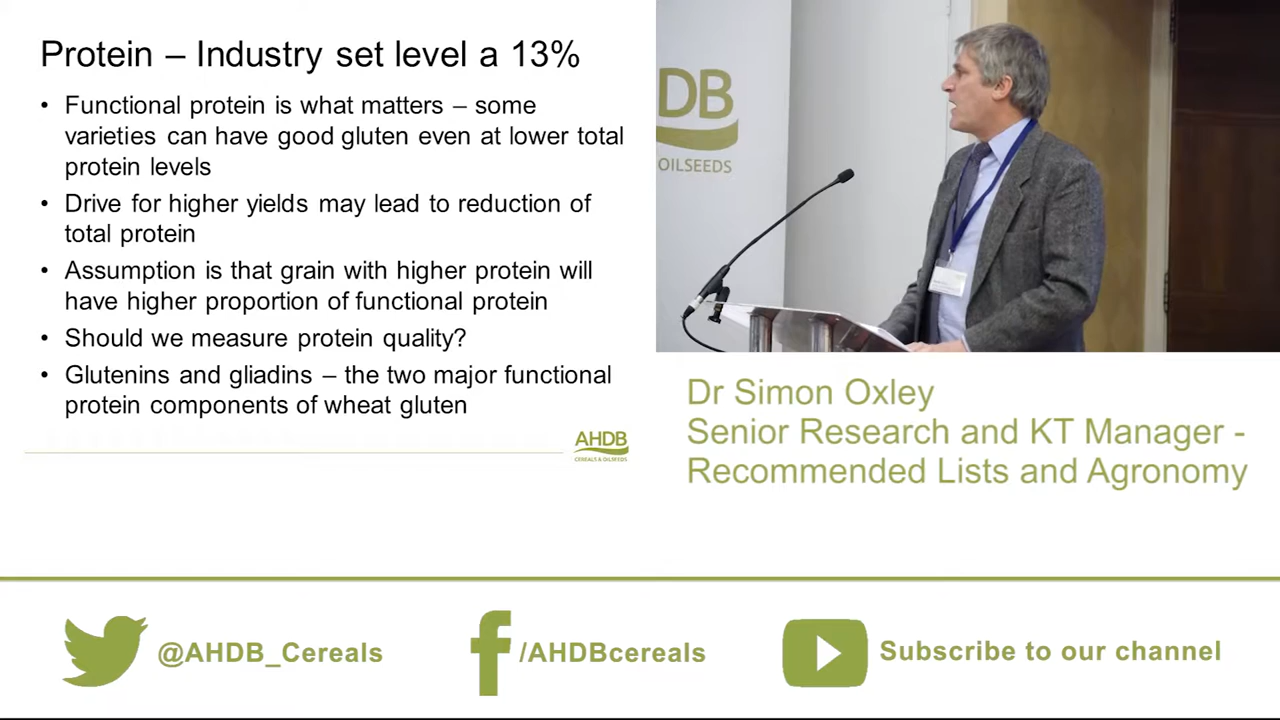 Protein – Industry set level a 13%
• Functional protein is what matters – some
varieties can have good gluten even at lower total
protein levels
• Drive for higher yields may lead to reduction of
total protein
• Assumption is that grain with higher protein will
have higher proportion of functional protein
• Should we measure protein quality?
• Glutenins and gliadins – the two major functional
protein components of wheat gluten
AHDB
CEREALS & OILSEEDS
DB
OILSEEDS
Dr Simon Oxley
Senior Research and KT Manager -
Recommended Lists and Agronomy
@AHDB_Cereals
/AHDBcereals
Subscribe to our channel